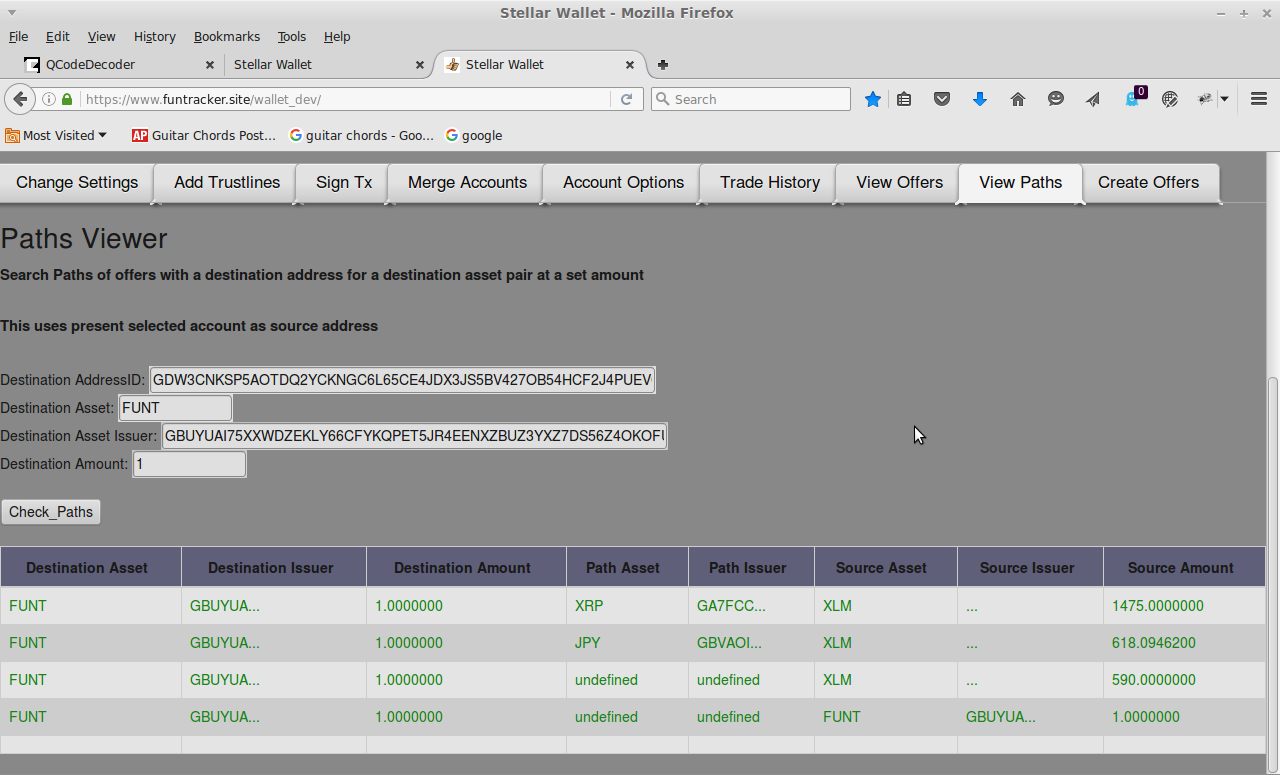 Stellar Wallet - Mozilla Firefox
File Edit View History Bookmarks Tools Help
QCodeDecoder Stellar Wallet Stellar Wallet
https://www.funtracker.site/wallet_dev/ Search 0
Most Visited AP Guitar Chords Post... guitar chords - Goo... google
Change Settings Add Trustlines Sign Tx Merge Accounts Account Options Trade History View Offers View Paths Create Offers
Paths Viewer
Search Paths of offers with a destination address for a destination asset pair at a set amount
This uses present selected account as source address
Destination AddressID: GDW3CNKSP5AOTDQ2YCKNGC6L65CE4JDX3JS5BV427OB54HCF2J4PUEV
Destination Asset: FUNT
Destination Asset Issuer: GBUYUAI75XXWDZEKLY66CFYKQPET5JR4EENXZBUZ3YXZ7DS56Z4OKOFU
Destination Amount: 1
Check_Paths
Destination Asset Destination Issuer Destination Amount Path Asset Path Issuer Source Asset Source Issuer Source Amount
FUNT GBUYUA... 1.0000000 XRP GA7FCC... XLM ... 1475.0000000
FUNT GBUYUA... 1.0000000 JPY GBVAOI... XLM ... 618.0946200
FUNT GBUYUA... 1.0000000 undefined undefined XLM ... 590.0000000
FUNT GBUYUA... 1.0000000 undefined undefined FUNT GBUYUA... 1.0000000